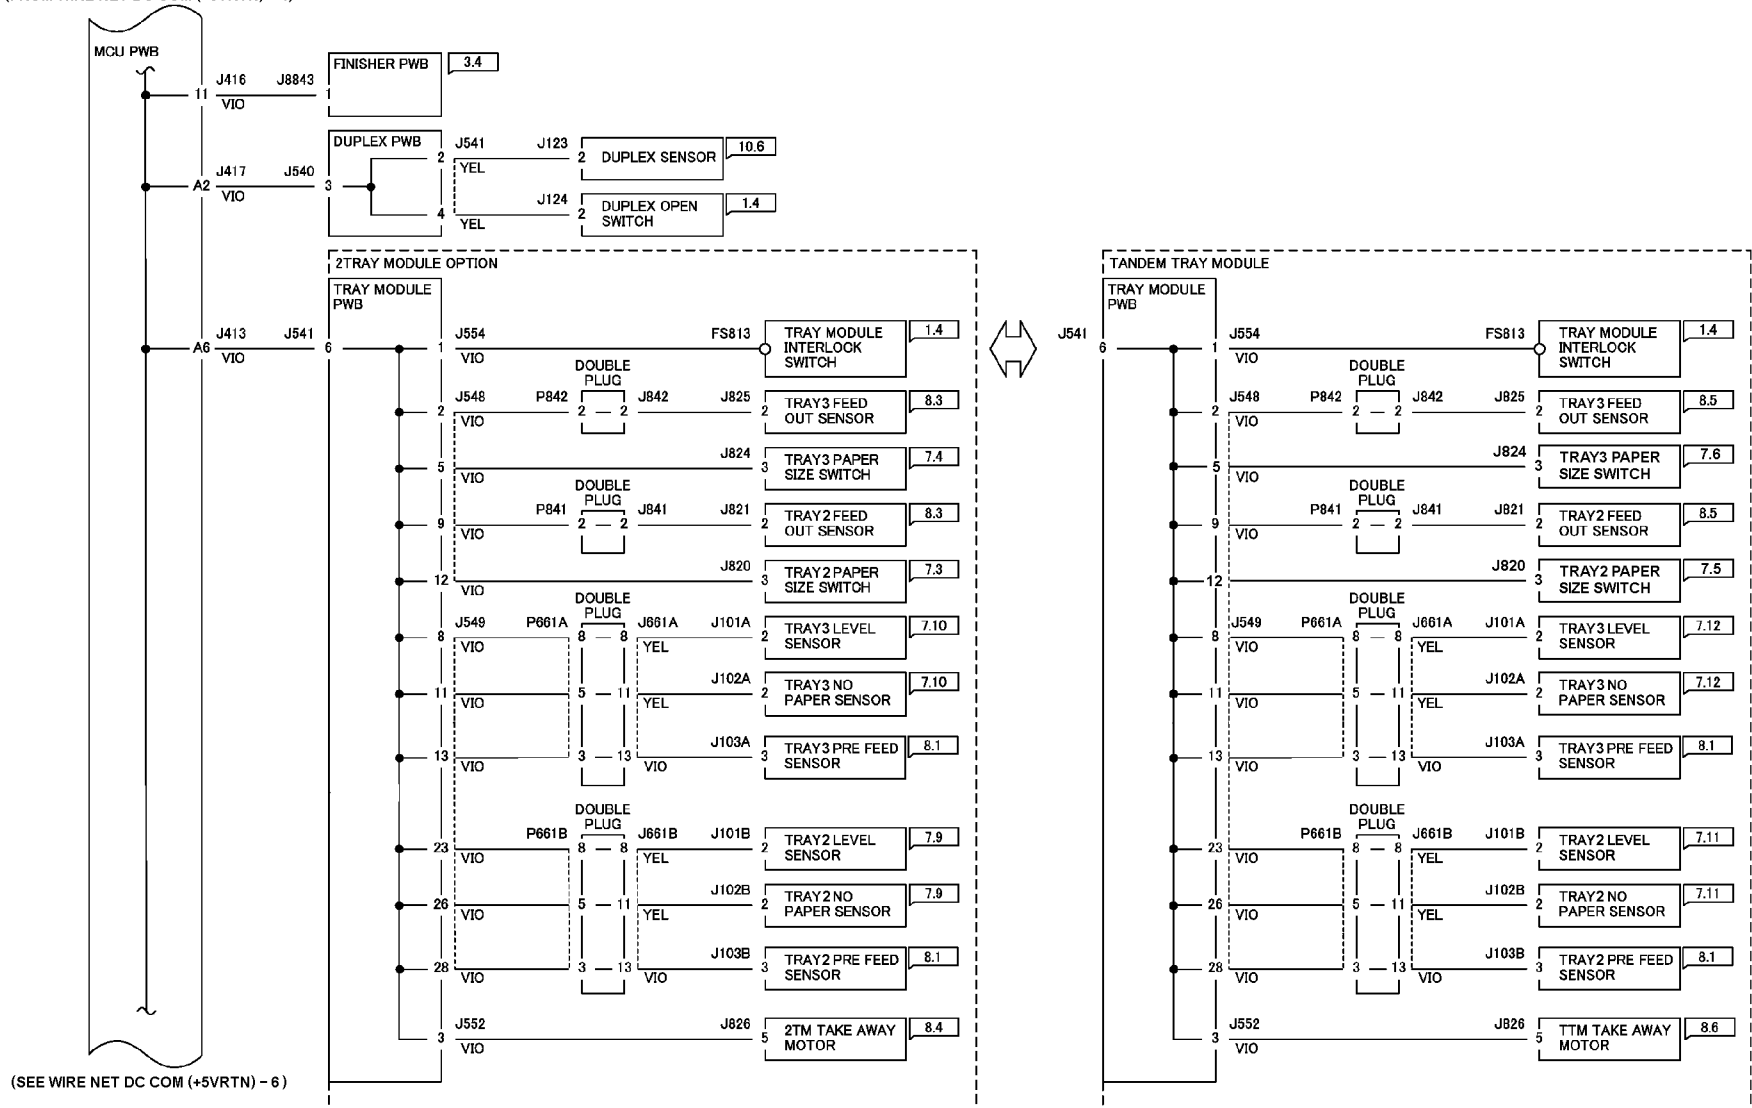 MCU PWB
J416 J8843
11 VIO 1
FINISHER PWB
3.4
J417 J540
A2 VIO 3
DUPLEX PWB
2 J541 J123 2
YEL
DUPLEX SENSOR
10.6
4 J124 2
YEL
DUPLEX OPEN
SWITCH
1.4
J413 J541
A6 VIO 6
2TRAY MODULE OPTION
TRAY MODULE
PWB
J554 FS813
1 VIO
TRAY MODULE
INTERLOCK
SWITCH
1.4
DOUBLE
PLUG
J548 P842 J842 J825
2 VIO 2 2 2
TRAY3 FEED
OUT SENSOR
8.3
J824
5 VIO 3
TRAY3 PAPER
SIZE SWITCH
7.4
DOUBLE
PLUG
P841 J841 J821
9 VIO 2 2 2
TRAY2 FEED
OUT SENSOR
8.3
J820
12 VIO 3
TRAY2 PAPER
SIZE SWITCH
7.3
DOUBLE
PLUG
J549 P661A J661A J101A
8 VIO 8 8 YEL 2
TRAY3 LEVEL
SENSOR
7.10
J102A
11 VIO 5 11 YEL 2
TRAY3 NO
PAPER SENSOR
7.10
J103A
13 VIO 3 13 VIO 3
TRAY3 PRE FEED
SENSOR
8.1
DOUBLE
PLUG
P661B J661B J101B
23 VIO 8 8 YEL 2
TRAY2 LEVEL
SENSOR
7.9
J102B
26 VIO 5 11 YEL 2
TRAY2 NO
PAPER SENSOR
7.9
J103B
28 VIO 3 13 VIO 3
TRAY2 PRE FEED
SENSOR
8.1
J552 J826
3 VIO 5
2TM TAKE AWAY
MOTOR
8.4
TANDEM TRAY MODULE
TRAY MODULE
PWB
J541
6
J554 FS813
1 VIO
TRAY MODULE
INTERLOCK
SWITCH
1.4
DOUBLE
PLUG
J548 P842 J842 J825
2 VIO 2 2 2
TRAY3 FEED
OUT SENSOR
8.5
J824
5 VIO 3
TRAY3 PAPER
SIZE SWITCH
7.6
DOUBLE
PLUG
P841 J841 J821
9 VIO 2 2 2
TRAY2 FEED
OUT SENSOR
8.5
J820
12 3
TRAY2 PAPER
SIZE SWITCH
7.5
DOUBLE
PLUG
J549 P661A J661A J101A
8 VIO 8 8 YEL 2
TRAY3 LEVEL
SENSOR
7.12
J102A
11 VIO 5 11 YEL 2
TRAY3 NO
PAPER SENSOR
7.12
J103A
13 VIO 3 13 VIO 3
TRAY3 PRE FEED
SENSOR
8.1
DOUBLE
PLUG
P661B J661B J101B
23 VIO 8 8 YEL 2
TRAY2 LEVEL
SENSOR
7.11
J102B
26 VIO 5 11 YEL 2
TRAY2 NO
PAPER SENSOR
7.11
J103B
28 VIO 3 13 VIO 3
TRAY2 PRE FEED
SENSOR
8.1
J552 J826
3 VIO 5
TTM TAKE AWAY
MOTOR
8.6
(SEE WIRE NET DC COM (+5VRTN) – 6)